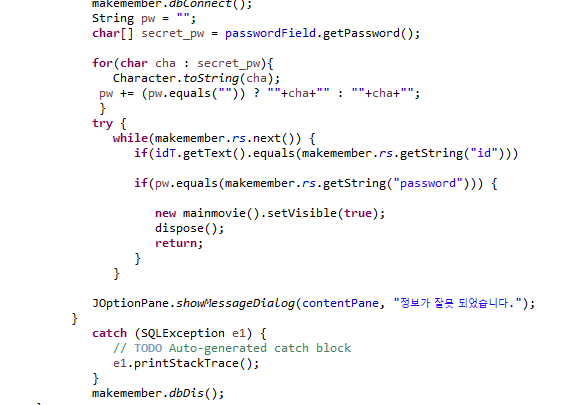 makemember.dbConnect();
String pw = "";
char[] secret_pw = passwordField.getPassword();
for(char cha : secret_pw){
Character.toString(cha);
pw += (pw.equals("")) ? ""+cha+"" : ""+cha+"";
}
try {
while(makemember.rs.next()) {
if(idT.getText().equals(makemember.rs.getString("id")))
if(pw.equals(makemember.rs.getString("password"))) {
new mainmovie().setVisible(true);
dispose();
return;
}
}
JOptionPane.showMessageDialog(contentPane, "정보가 잘못 되었습니다.");
}
catch (SQLException e1) {
// TODO Auto-generated catch block
e1.printStackTrace();
}
makemember.dbDis();